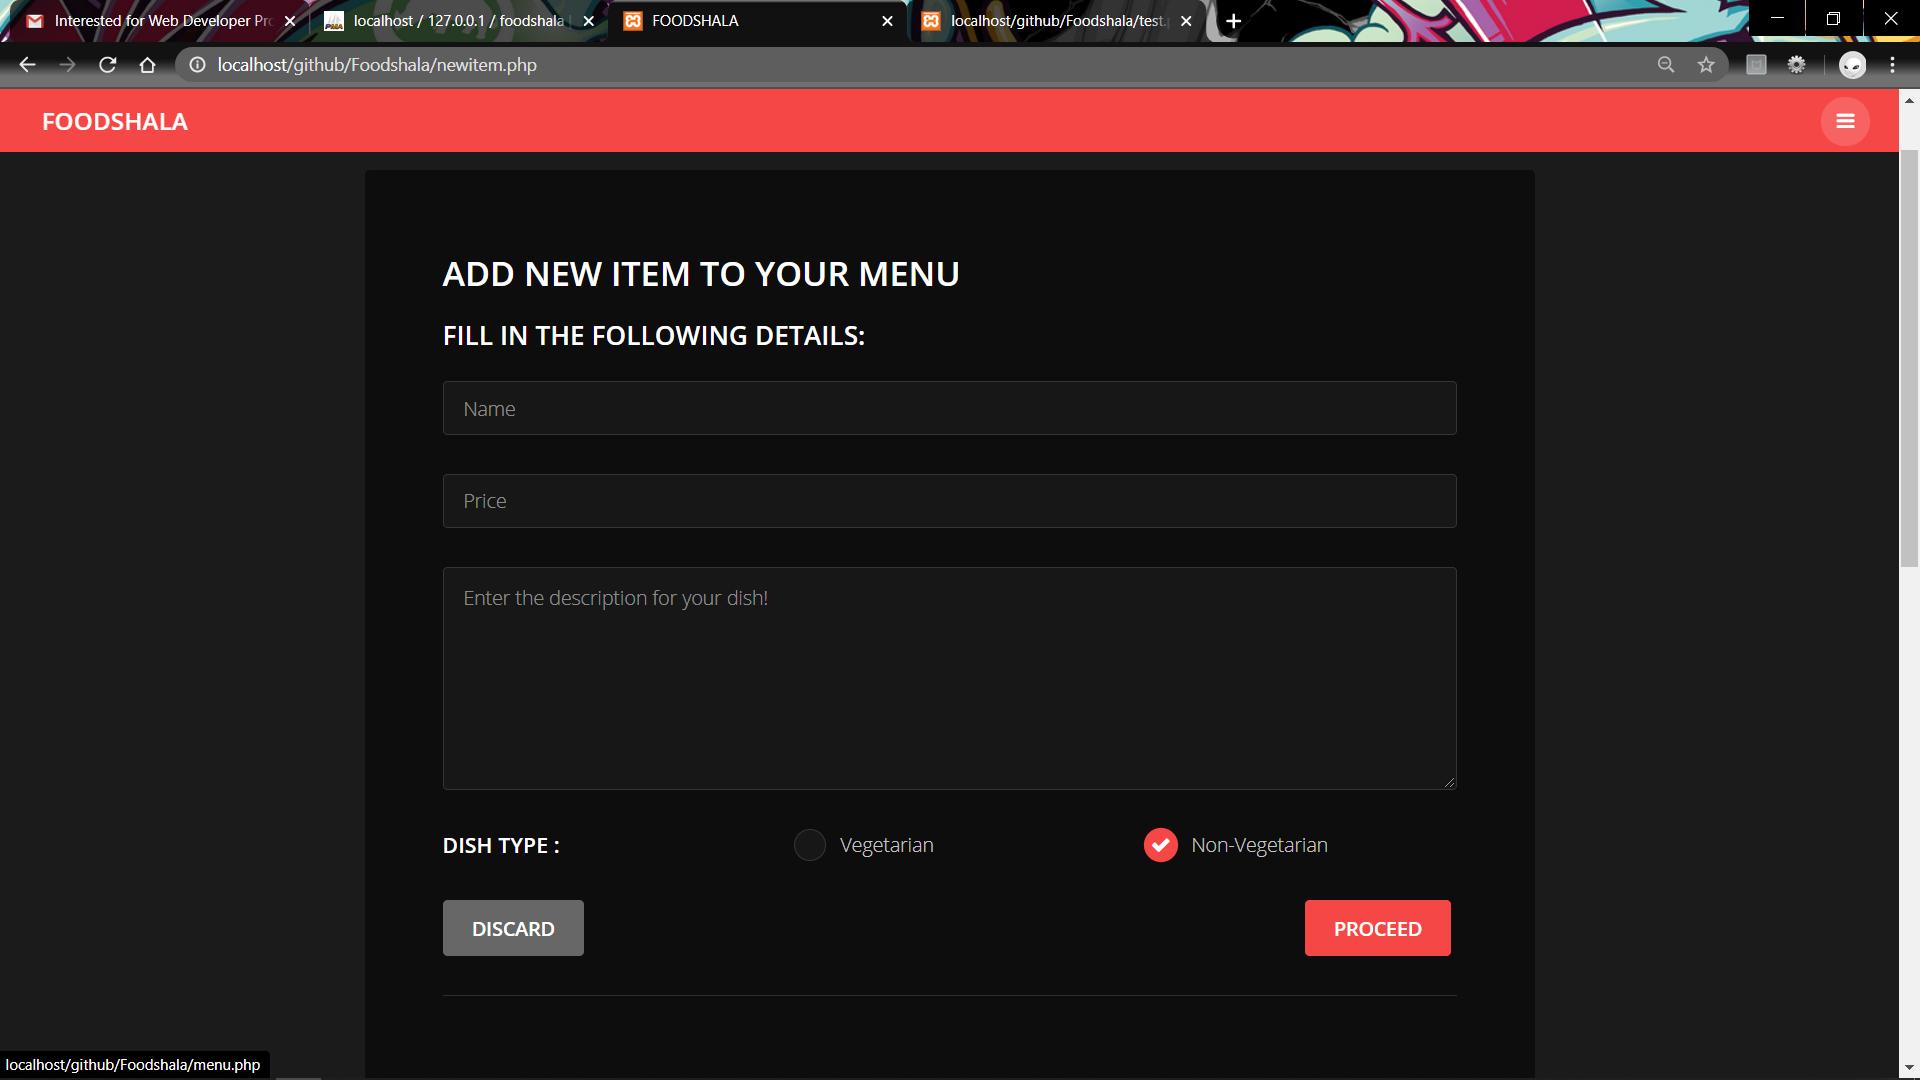 Interested for Web Developer Pr
localhost / 127.0.0.1 / foodshala
FOODSHALA
localhost/github/Foodshala/test.p
localhost/github/Foodshala/newitem.php
FOODSHALA
ADD NEW ITEM TO YOUR MENU
FILL IN THE FOLLOWING DETAILS:
Name
Price
Enter the description for your dish!
DISH TYPE :
Vegetarian
Non-Vegetarian
DISCARD
PROCEED
localhost/github/Foodshala/menu.php